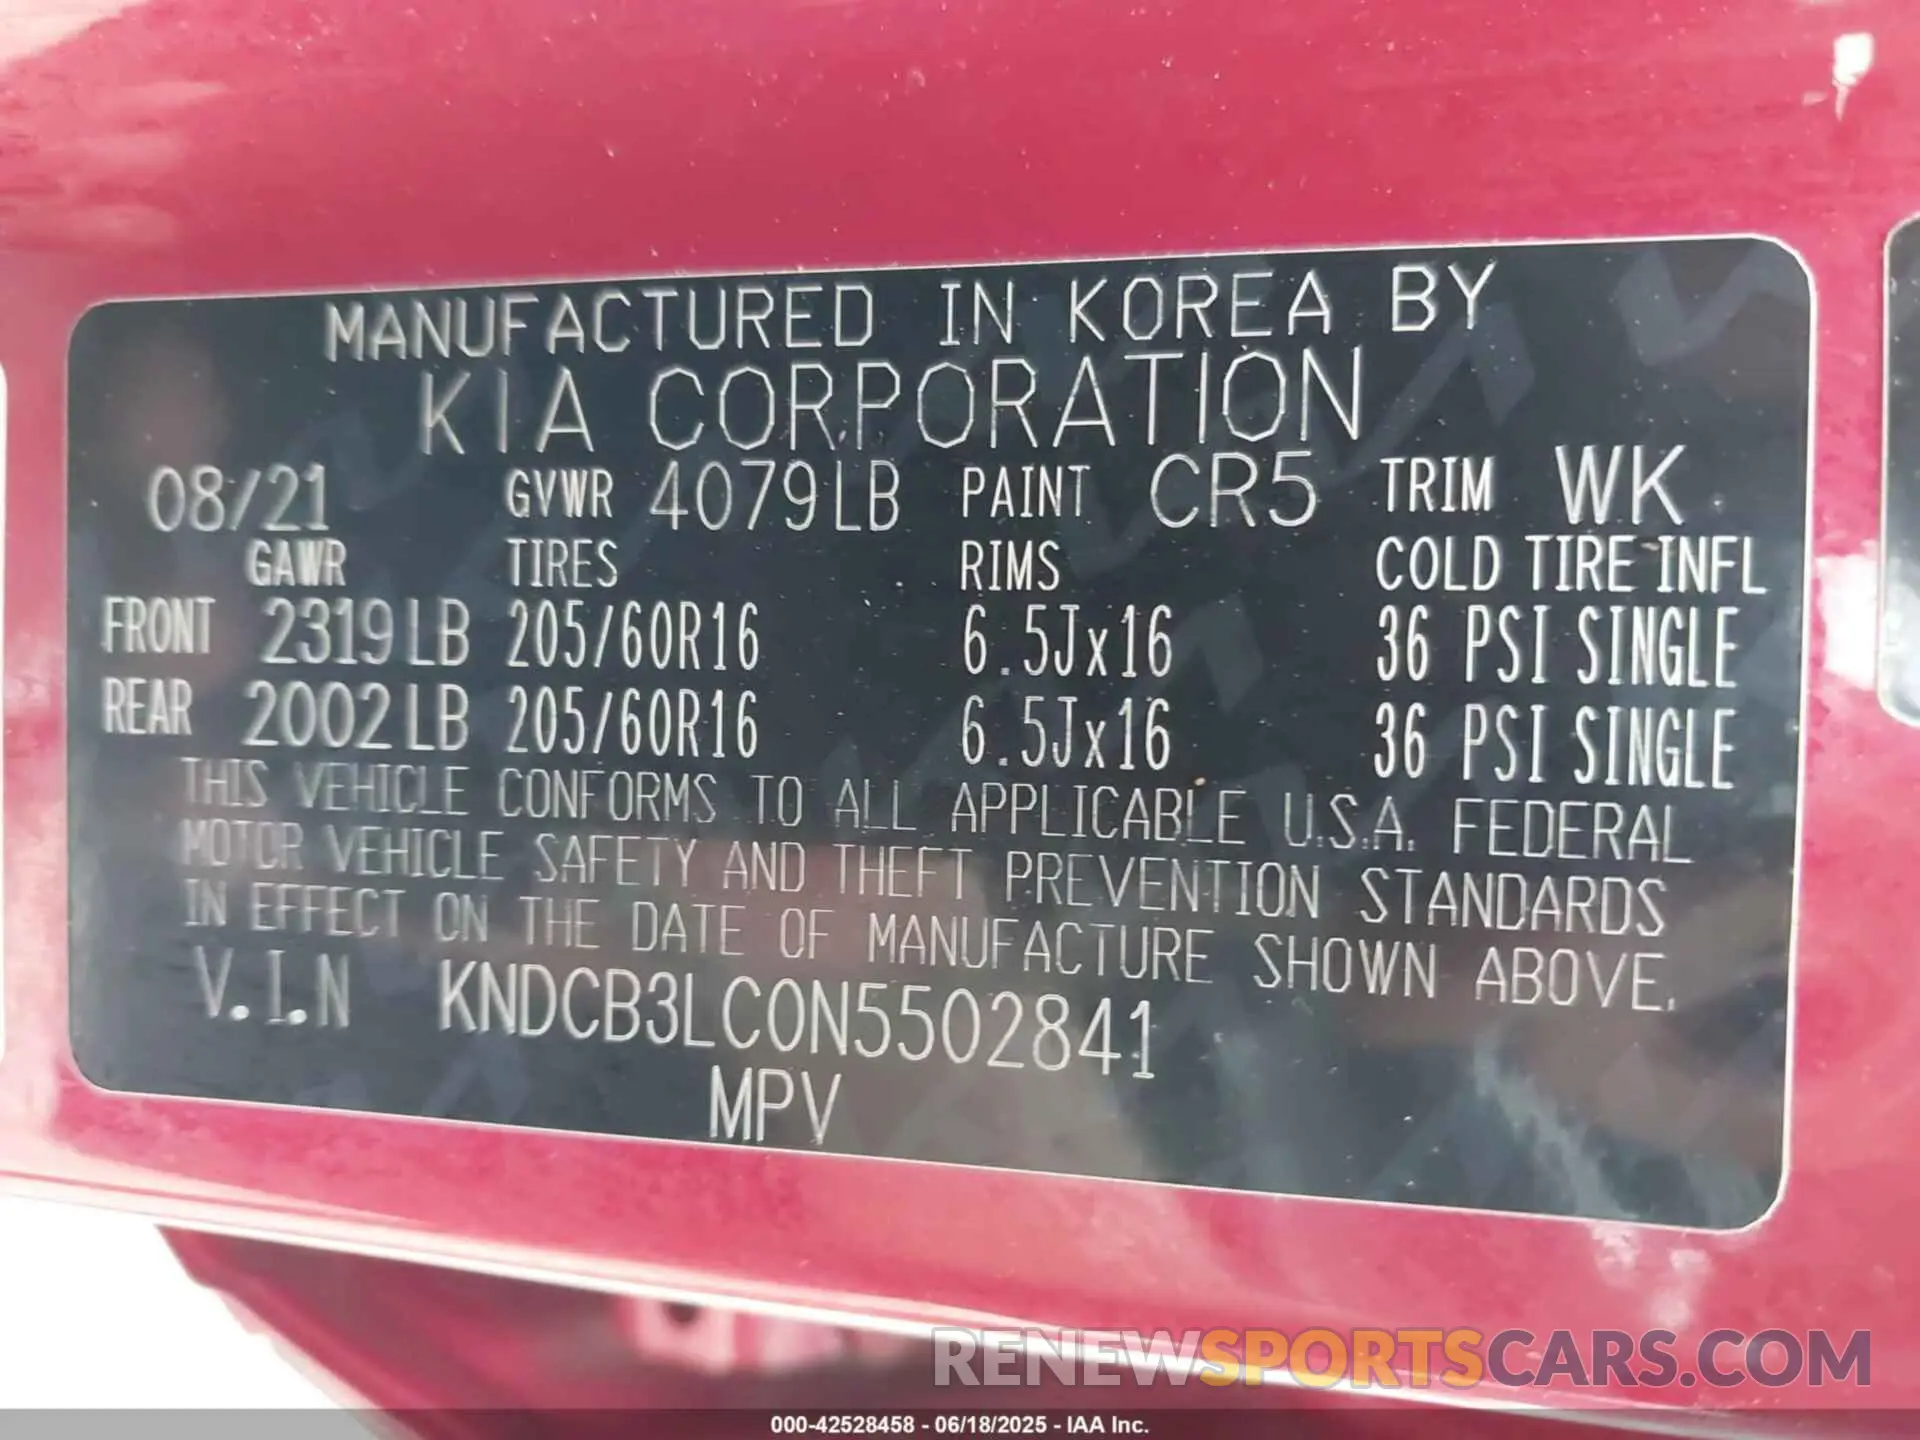 MANUFACTURED IN KOREA BY
KIA CORPORATION
08/21 GVWR 4079LB PAINT CR5 TRIM WK
GAWR TIRES RIMS COLD TIRE INFL
FRONT 2319LB 205/60R16 6.5Jx16 36 PSI SINGLE
REAR 2002LB 205/60R16 6.5Jx16 36 PSI SINGLE
THIS VEHICLE CONFORMS TO ALL APPLICABLE U.S.A. FEDERAL
MOTOR VEHICLE SAFETY AND THEFT PREVENTION STANDARDS
IN EFFECT ON THE DATE OF MANUFACTURE SHOWN ABOVE.
V.I.N KNDCB3LC0N5502841
MPV
RENEWSPORTSCARS.COM
000-42528458 - 06/18/2025 - IAA Inc.